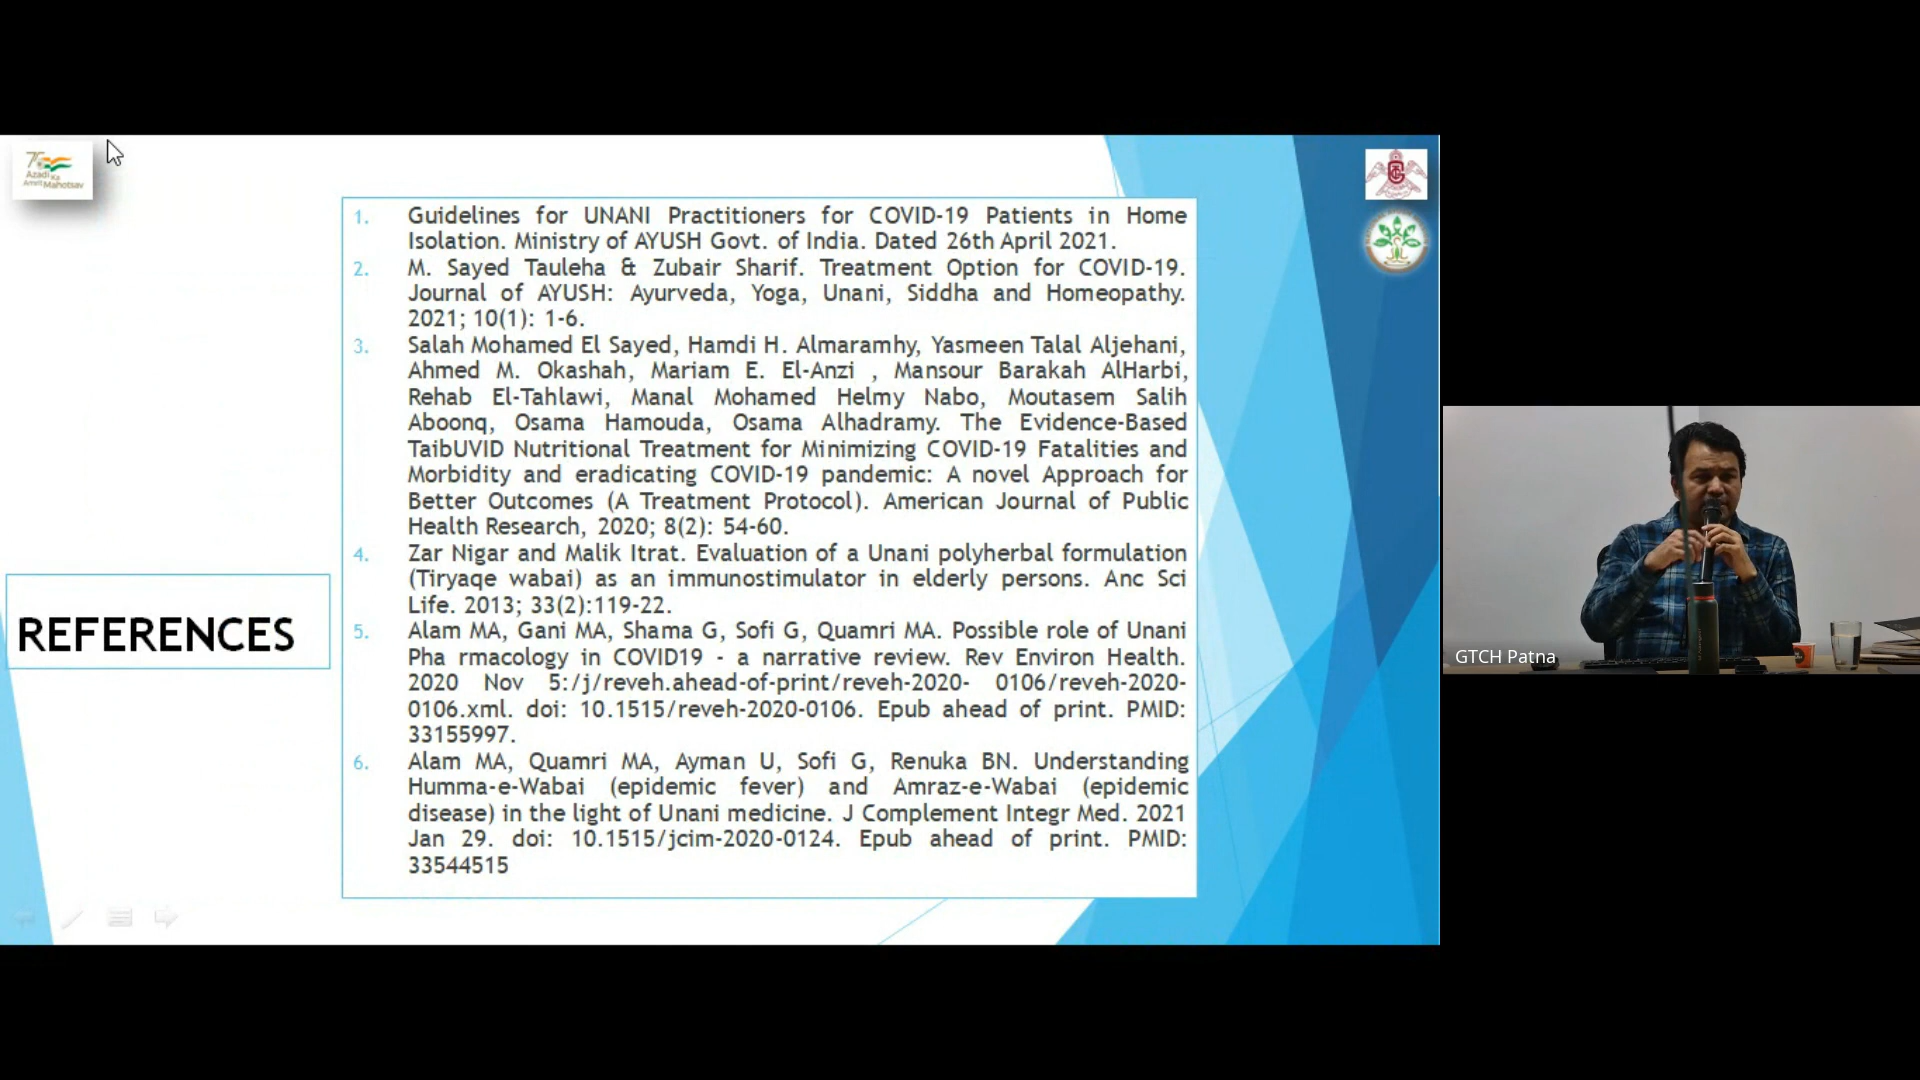 75
Azadi Ka
Amrit Mahotsav
REFERENCES
1. Guidelines for UNANI Practitioners for COVID-19 Patients in Home
Isolation. Ministry of AYUSH Govt. of India. Dated 26th April 2021.
2. M. Sayed Tauleha & Zubair Sharif. Treatment Option for COVID-19.
Journal of AYUSH: Ayurveda, Yoga, Unani, Siddha and Homeopathy.
2021; 10(1): 1-6.
3. Salah Mohamed El Sayed, Hamdi H. Almaramhy, Yasmeen Talal Aljehani,
Ahmed M. Okashah, Mariam E. El-Anzi , Mansour Barakah AlHarbi,
Rehab El-Tahlawi, Manal Mohamed Helmy Nabo, Moutasem Salih
Aboonq, Osama Hamouda, Osama Alhadramy. The Evidence-Based
TaibUVID Nutritional Treatment for Minimizing COVID-19 Fatalities and
Morbidity and eradicating COVID-19 pandemic: A novel Approach for
Better Outcomes (A Treatment Protocol). American Journal of Public
Health Research, 2020; 8(2): 54-60.
4. Zar Nigar and Malik Itrat. Evaluation of a Unani polyherbal formulation
(Tiryaqe wabai) as an immunostimulator in elderly persons. Anc Sci
Life. 2013; 33(2):119-22.
5. Alam MA, Gani MA, Shama G, Sofi G, Quamri MA. Possible role of Unani
Pha rmacology in COVID19 - a narrative review. Rev Environ Health.
2020 Nov 5:/j/reveh.ahead-of-print/reveh-2020- 0106/reveh-2020-
0106.xml. doi: 10.1515/reveh-2020-0106. Epub ahead of print. PMID:
33155997.
6. Alam MA, Quamri MA, Ayman U, Sofi G, Renuka BN. Understanding
Humma-e-Wabai (epidemic fever) and Amraz-e-Wabai (epidemic
disease) in the light of Unani medicine. J Complement Integr Med. 2021
Jan 29. doi: 10.1515/jcim-2020-0124. Epub ahead of print. PMID:
33544515
GTCH Patna